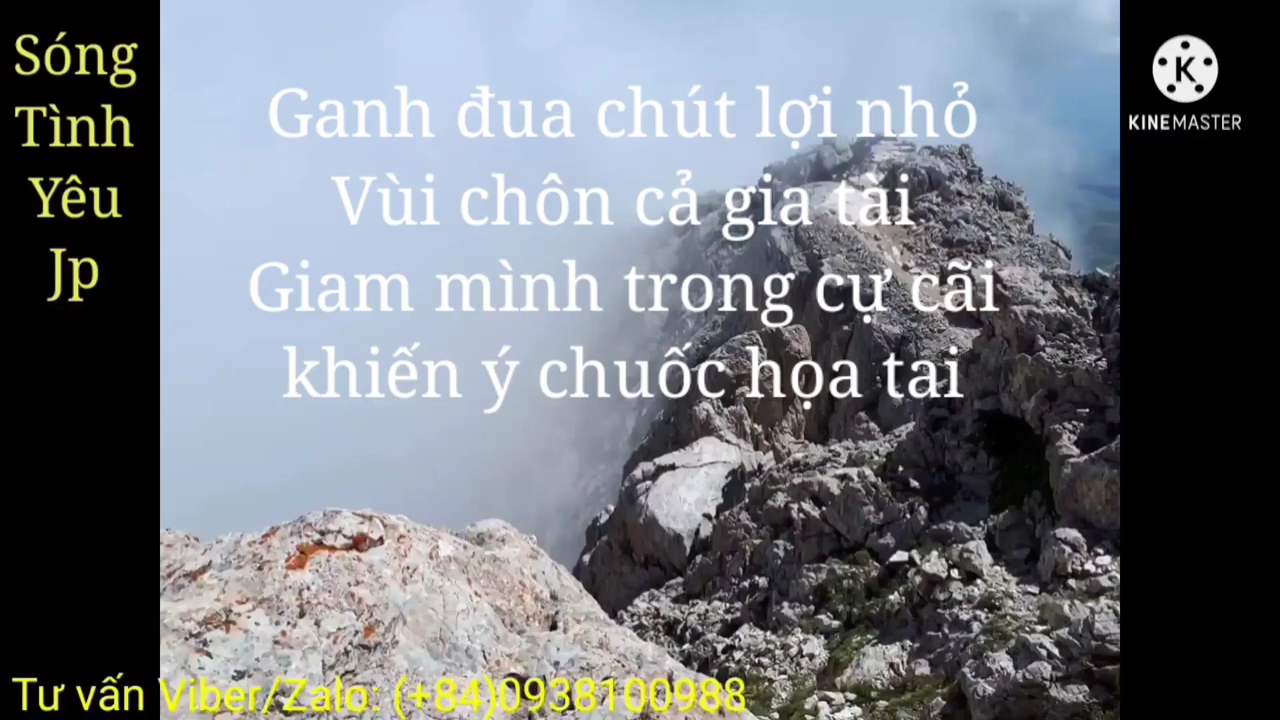 Sóng
Tình
Yêu
Jp
Ganh đua chút lợi nhỏ
Vùi chôn cả gia tài
Giam mình trong cự cãi
khiến ý chuốc họa tai
KINEMASTER
Tư vấn Viber/Zalo: (+84)0938100988